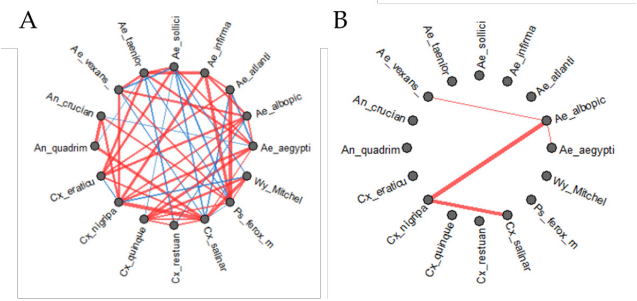 A
Ae_sollici
Ae_infirma
Ae_atlanti
Ae_albopic
Ae_aegypti
Wy_Mitchel
Ps_ferox_m
Cx_salinar
Cx_restuan
Cx_quinque
Cx_nigripa
Cx_erraticu
An_quadrim
An_crucian
Ae_vexans_
Ae_taenior
B
Ae_sollici
Ae_infirma
Ae_atlanti
Ae_albopic
Ae_aegypti
Wy_Mitchel
Ps_ferox_m
Cx_salinar
Cx_restuan
Cx_quinque
Cx_nigripa
Cx_erraticu
An_quadrim
An_crucian
Ae_vexans_
Ae_taenior